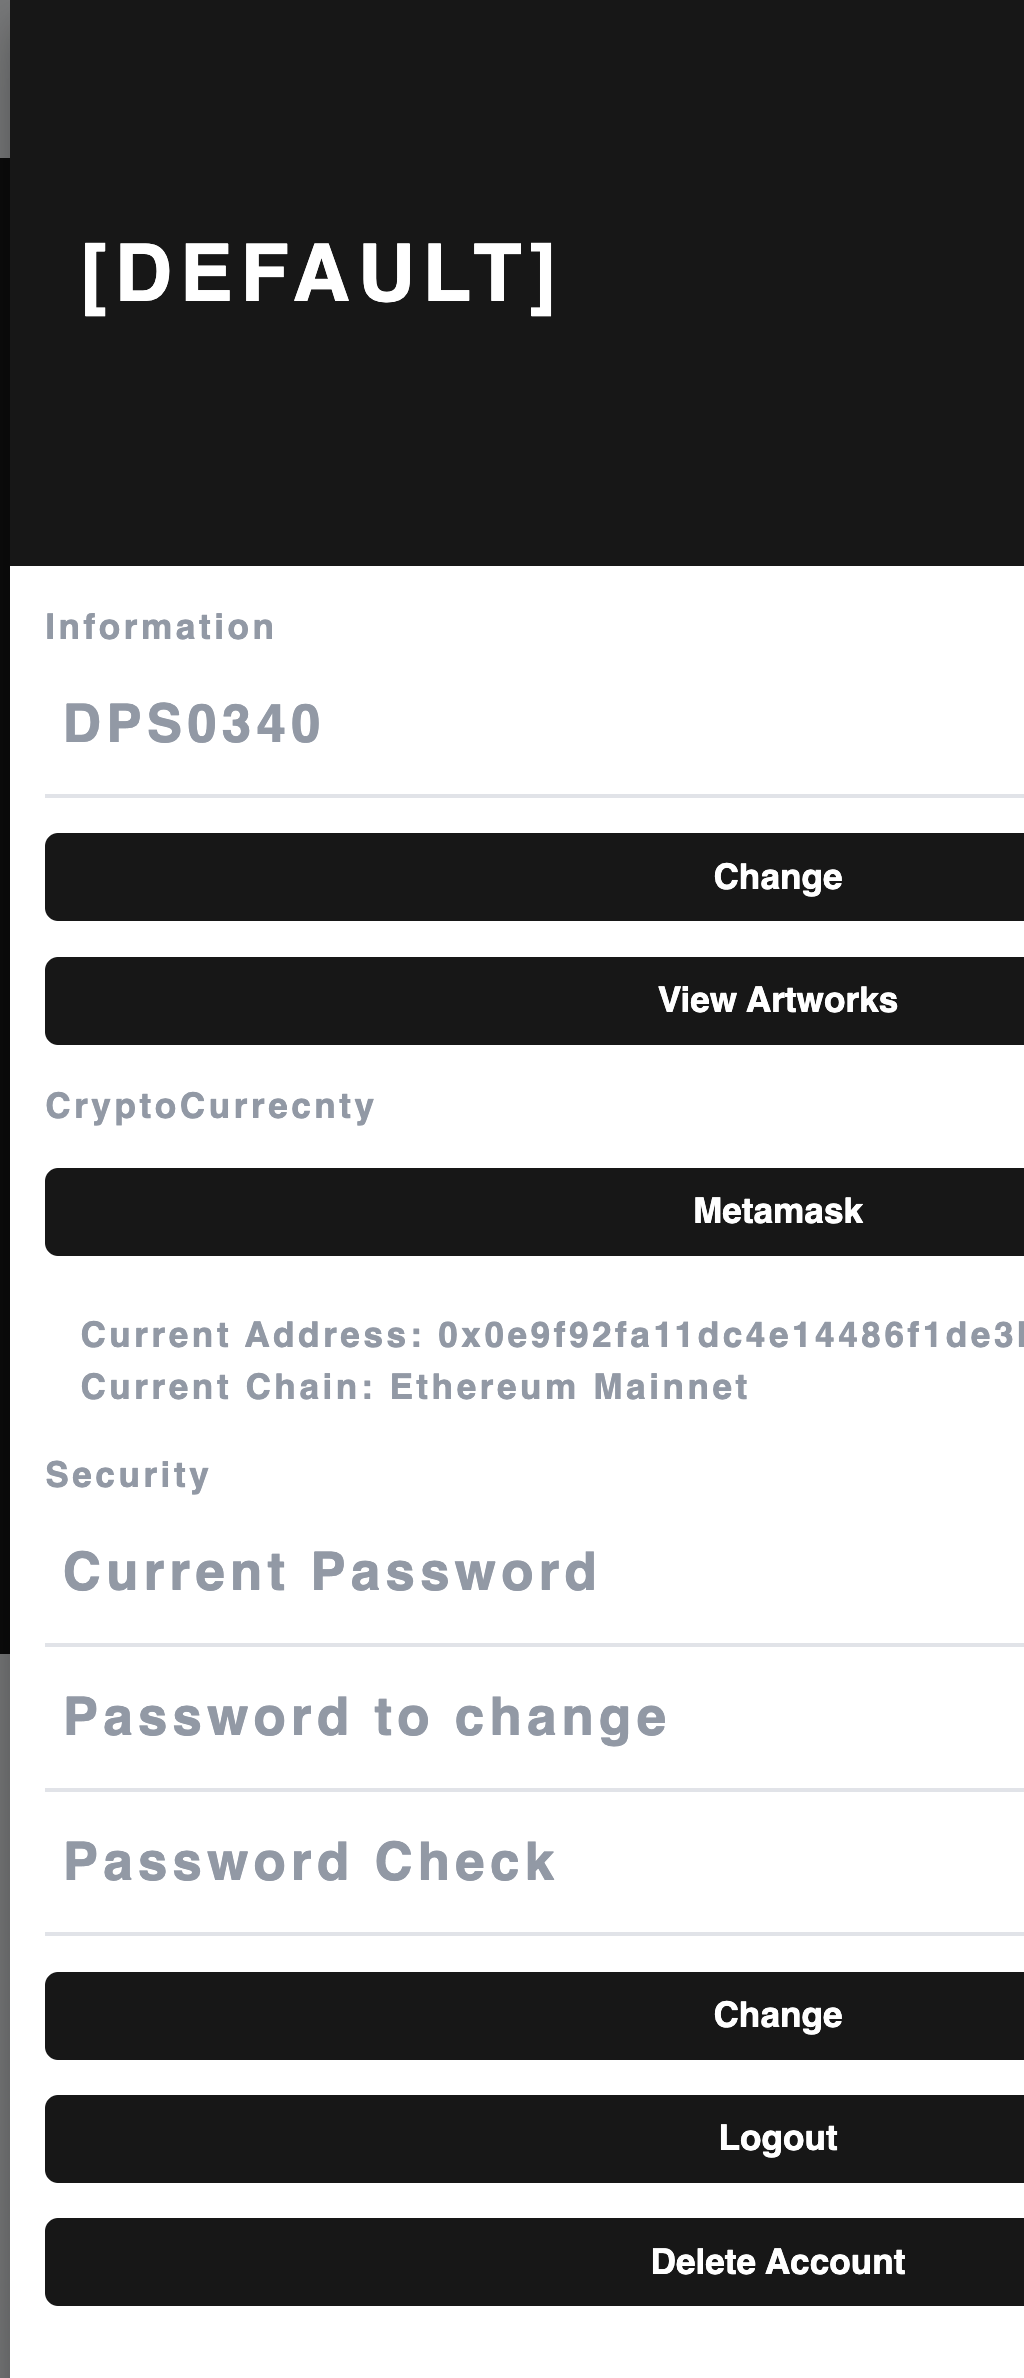 [DEFAULT]
Information
DPS0340
Change
View Artworks
CryptoCurrecnty
Metamask
Current Address: 0x0e9f92fa11dc4e14486f1de3
Current Chain: Ethereum Mainnet
Security
Current Password
Password to change
Password Check
Change
Logout
Delete Account